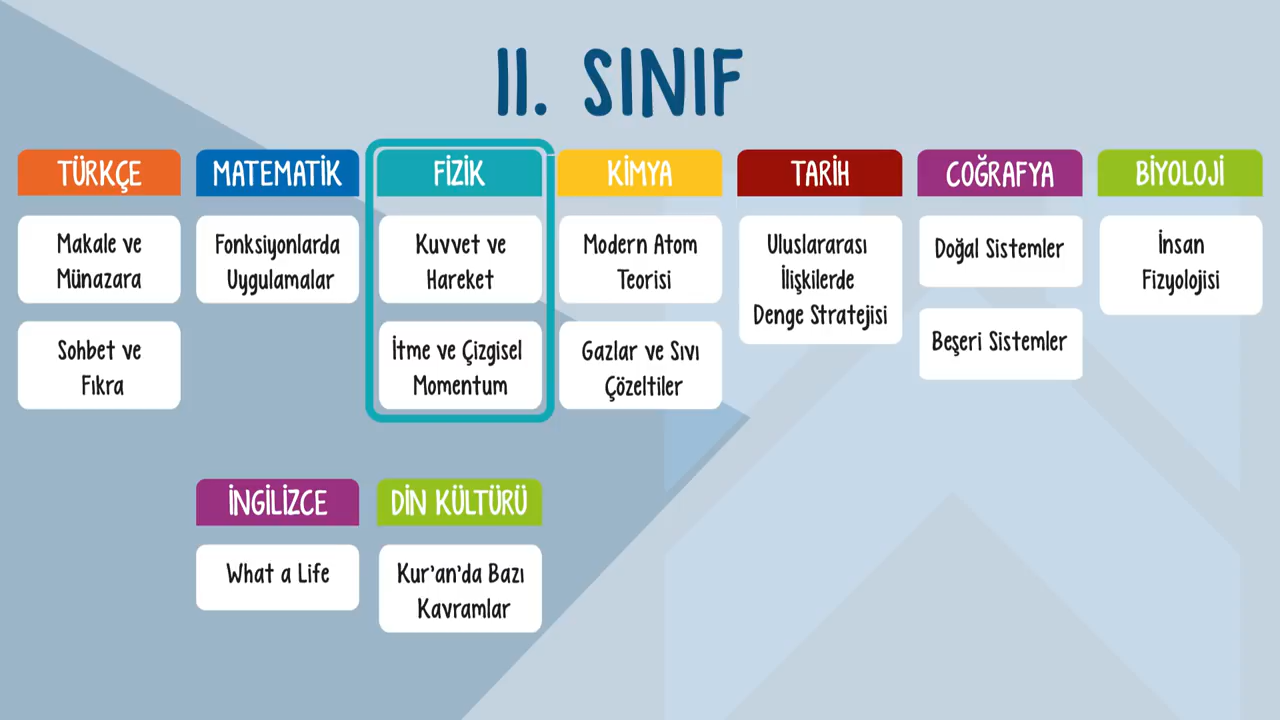 11. SINIF
TÜRKÇE
Makale ve
Münazara
Sohbet ve
Fıkra
MATEMATİK
Fonksiyonlarda
Uygulamalar
FİZİK
Kuvvet ve
Hareket
İtme ve Çizgisel
Momentum
KİMYA
Modern Atom
Teorisi
Gazlar ve Sıvı
Çözeltiler
TARİH
Uluslararası
İlişkilerde
Denge Stratejisi
COĞRAFYA
Doğal Sistemler
Beşeri Sistemler
BİYOLOJİ
İnsan
Fizyolojisi
İNGİLİZCE
What a Life
DİN KÜLTÜRÜ
Kur'an'da Bazı
Kavramlar